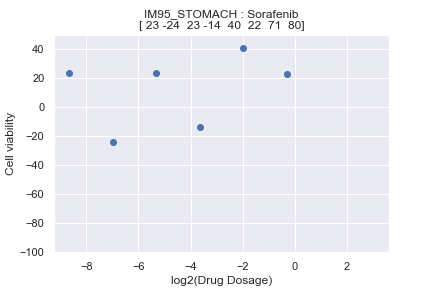 IM95_STOMACH : Sorafenib
[ 23 -24  23 -14  40  22  71  80]
40
20
0
−20
−40
−60
−80
−100
Cell viability
−8 −6 −4 −2 0 2
log2(Drug Dosage)